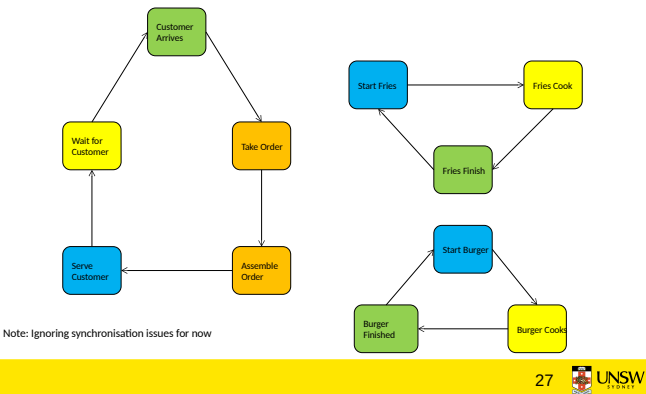 Customer
Arrives
Wait for
Customer
Take Order
Serve
Customer
Assemble
Order
Start Fries
Fries Cook
Fries Finish
Start Burger
Burger
Finished
Burger Cooks
Note: Ignoring synchronisation issues for now
27
UNSW
SYDNEY